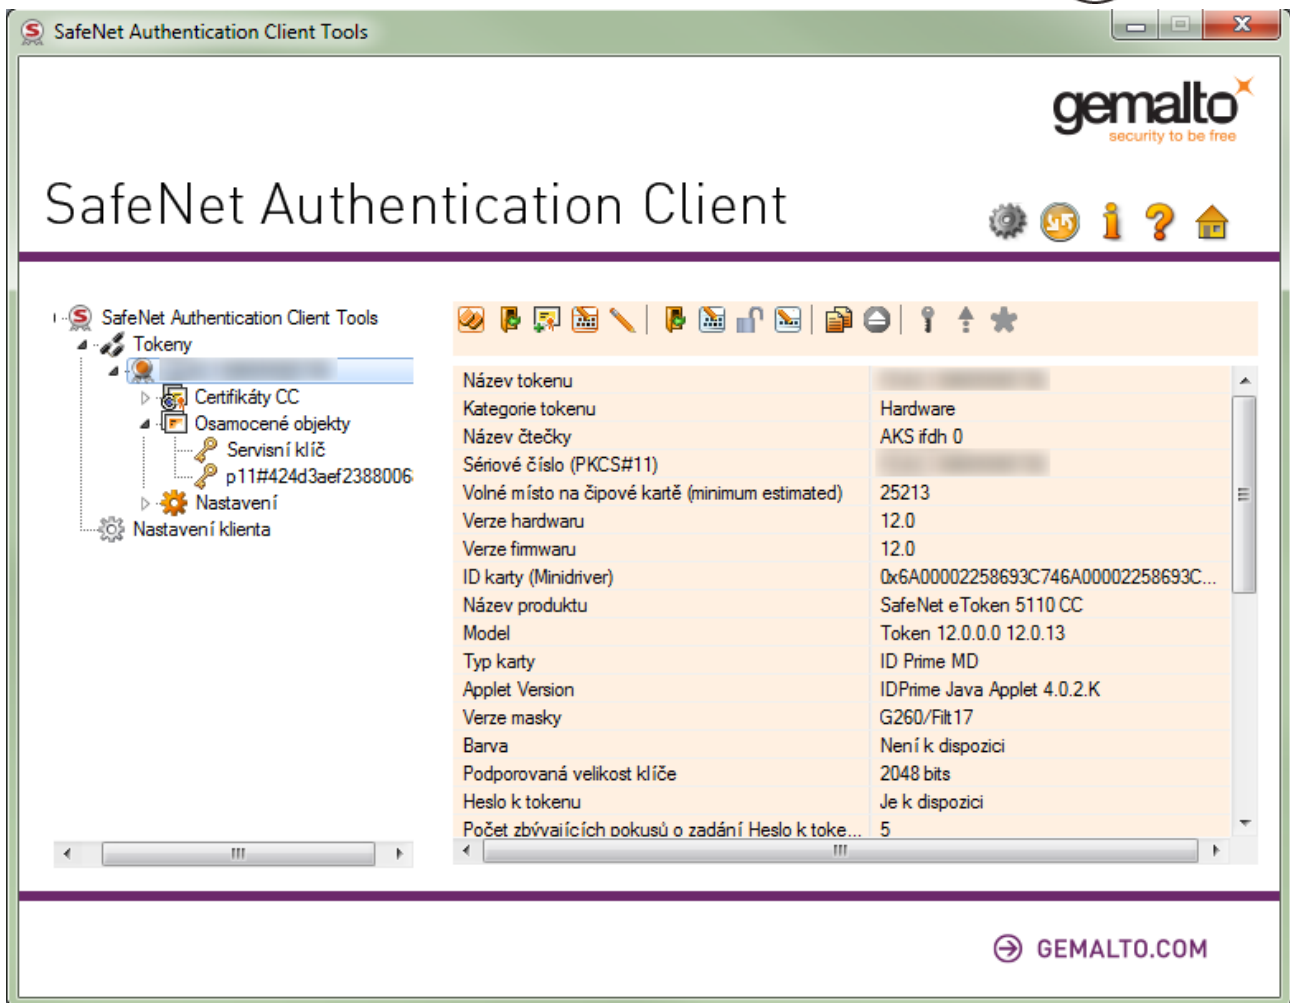 SafeNet Authentication Client Tools
gemalto
security to be free
SafeNet Authentication Client
SafeNet Authentication Client Tools
Tokeny
Certifikáty CC
Osamocené objekty
Servisní klíč
p11#424d3aef2388006
Nastavení
Nastavení klienta
Název tokenu
Kategorie tokenu Hardware
Název čtečky AKS ifdh 0
Sériové číslo (PKCS#11)
Volné místo na čipové kartě (minimum estimated) 25213
Verze hardwaru 12.0
Verze firmwaru 12.0
ID karty (Minidriver) 0x6A00002258693C746A00002258693C...
Název produktu SafeNet eToken 5110 CC
Model Token 12.0.0.0 12.0.13
Typ karty ID Prime MD
Applet Version IDPrime Java Applet 4.0.2.K
Verze masky G260/Filt17
Barva Není k dispozici
Podporovaná velikost klíče 2048 bits
Heslo k tokenu Je k dispozici
Počet zbývajících pokusů o zadání Heslo k toke... 5
GEMALTO.COM